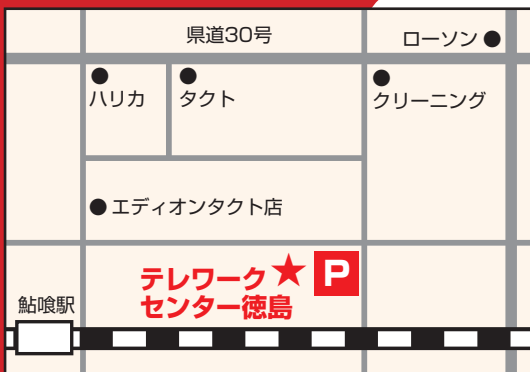 県道30号
ローソン
ハリカ
タクト
クリーニング
エディオンタクト店
テレワーク
センター徳島
P
鮎喰駅